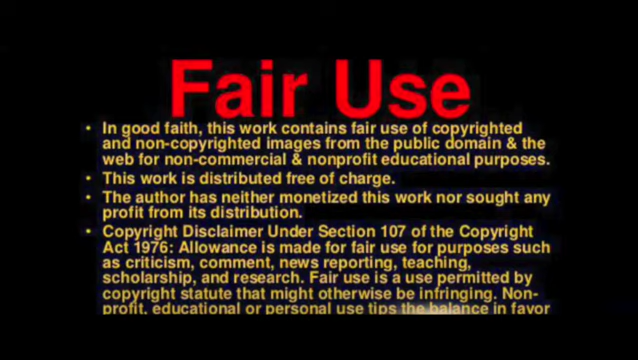 Fair Use
• In good faith, this work contains fair use of copyrighted
and non-copyrighted images from the public domain & the
web for non-commercial & nonprofit educational purposes.
• This work is distributed free of charge.
• The author has neither monetized this work nor sought any
profit from its distribution.
• Copyright Disclaimer Under Section 107 of the Copyright
Act 1976: Allowance is made for fair use for purposes such
as criticism, comment, news reporting, teaching,
scholarship, and research. Fair use is a use permitted by
copyright statute that might otherwise be infringing. Non-
profit, educational or personal use tips the balance in favor